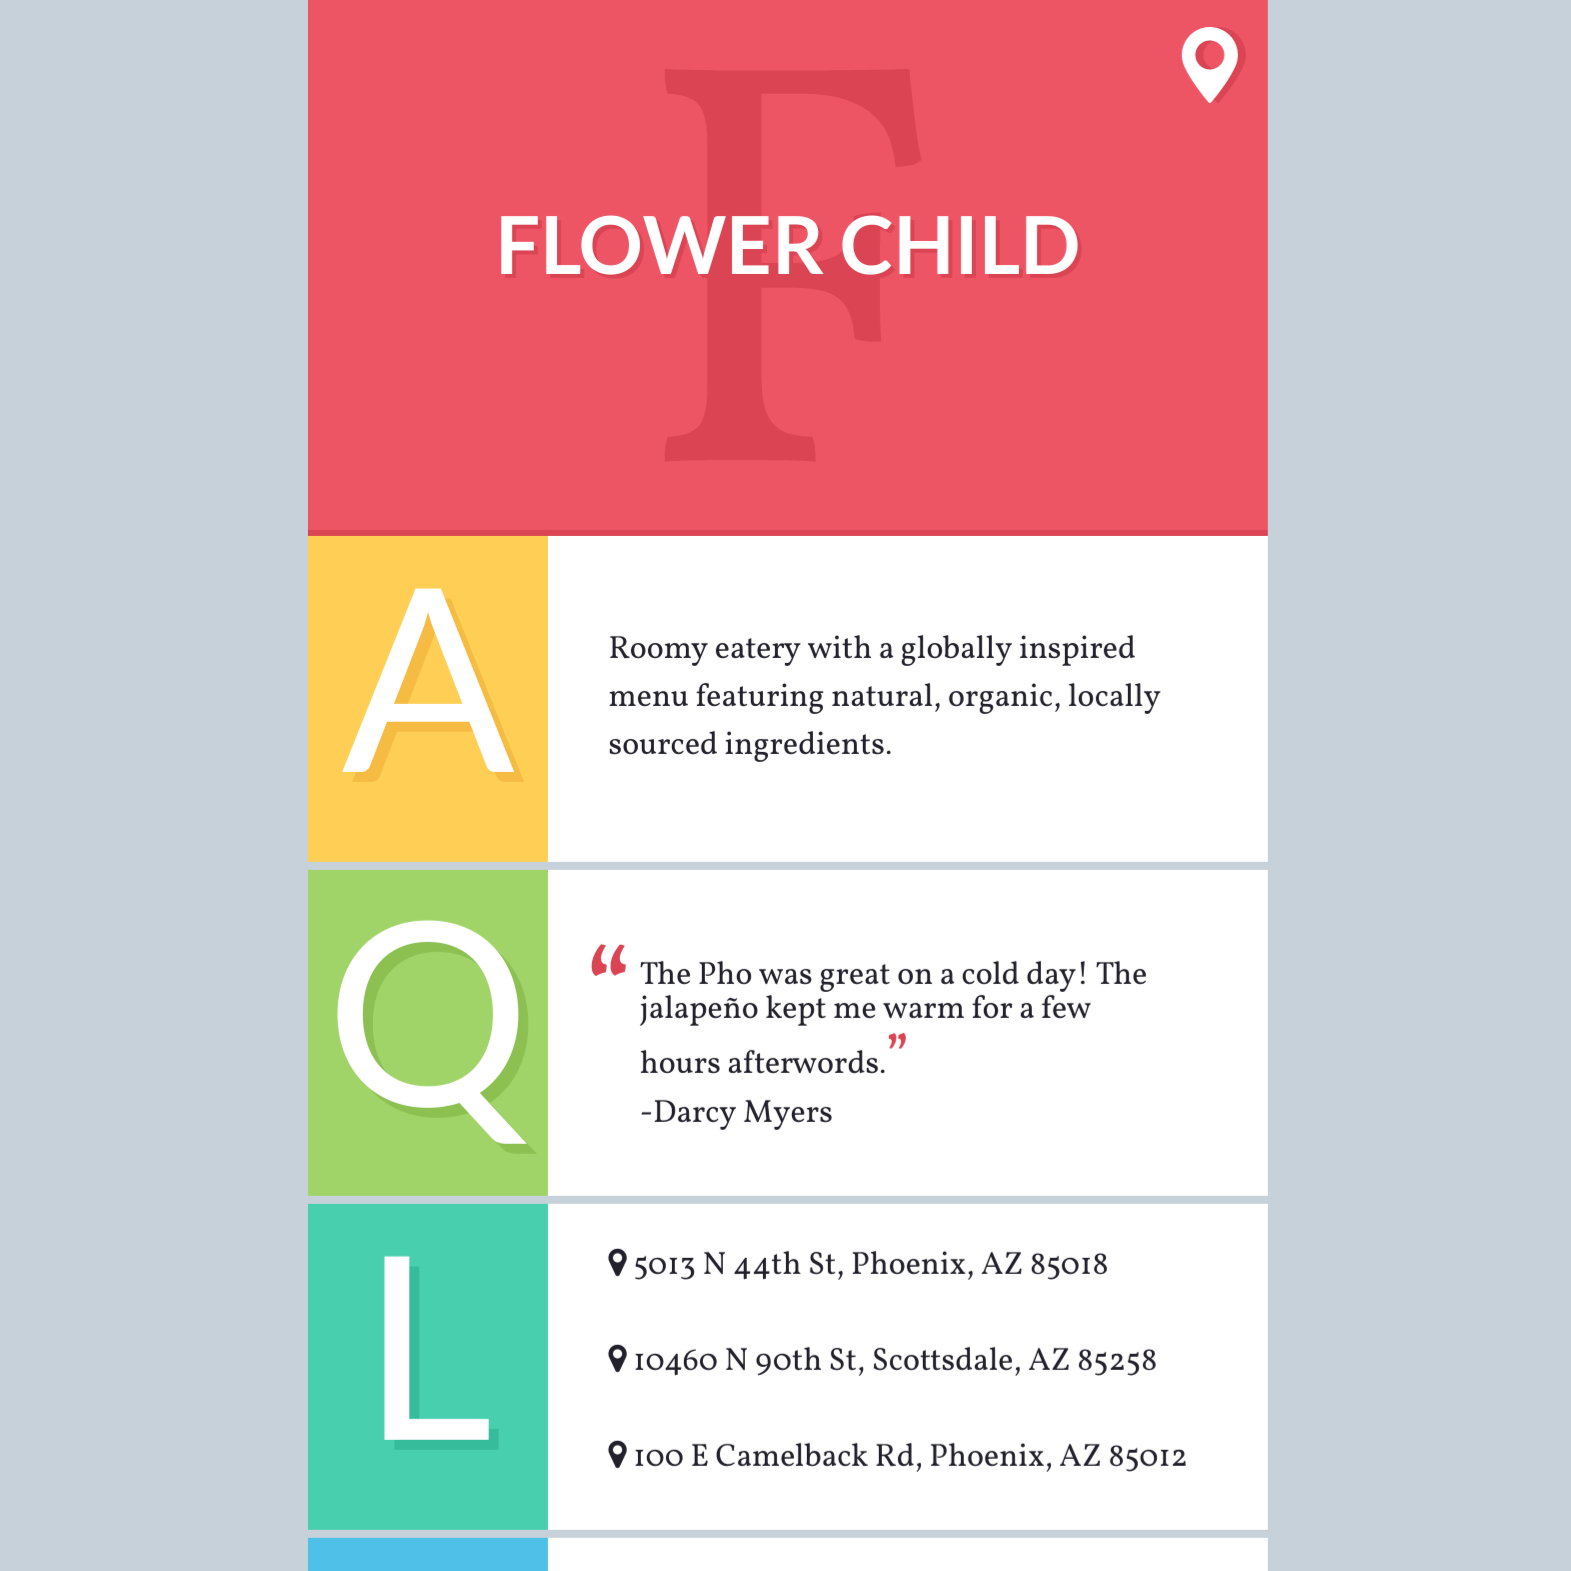 F
FLOWER CHILD
A
Roomy eatery with a globally inspired
menu featuring natural, organic, locally
sourced ingredients.
Q
“The Pho was great on a cold day! The
jalapeño kept me warm for a few
hours afterwords.”
-Darcy Myers
L
5013 N 44th St, Phoenix, AZ 85018
10460 N 90th St, Scottsdale, AZ 85258
100 E Camelback Rd, Phoenix, AZ 85012